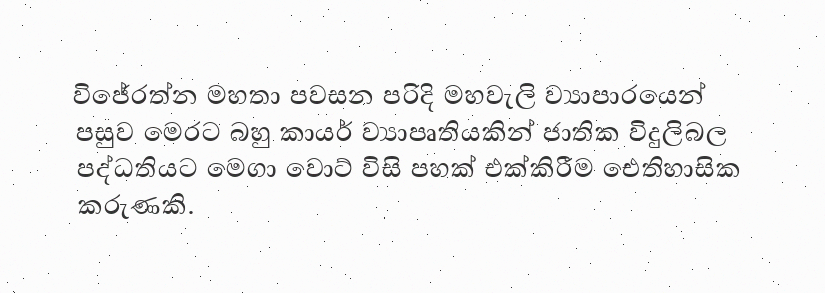 විජේරත්න මහතා පවසන පරිදි මහවැලි ව්‍යාපාරයෙන්
පසුව මෙරට බහු කායර් ව්‍යාපෘතියකින් ජාතික විදුලිබල
පද්ධතියට මෙගා වොට් විසි පහක් එක්කිරීම ඓතිහාසික
කරුණකි.